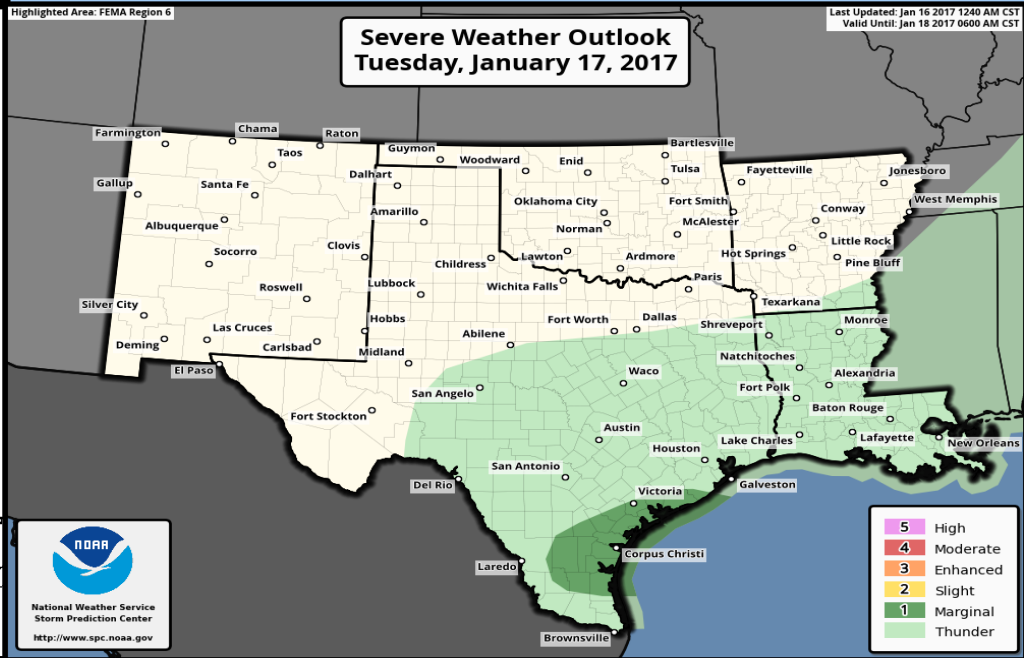 Highlighted Area: FEMA Region 6
Last Updated: Jan 16 2017 1240 AM CST
Valid Until: Jan 18 2017 0600 AM CST
Severe Weather Outlook
Tuesday, January 17, 2017
Farmington
Chama
Raton
Guymon
Bartlesville
Taos
Woodward
Enid
Tulsa
Fayetteville
Jonesboro
Gallup
Santa Fe
Dalhart
West Memphis
Albuquerque
Amarillo
Oklahoma City
Fort Smith
Conway
Norman
McAlester
Little Rock
Socorro
Clovis
Childress
Lawton
Ardmore
Hot Springs
Pine Bluff
Roswell
Lubbock
Wichita Falls
Paris
Texarkana
Silver City
Las Cruces
Hobbs
Abilene
Fort Worth
Dallas
Shreveport
Monroe
Deming
Carlsbad
Midland
Natchitoches
El Paso
San Angelo
Waco
Fort Polk
Alexandria
Fort Stockton
Austin
Baton Rouge
Houston
Lake Charles
Lafayette
New Orleans
Del Rio
San Antonio
Victoria
Galveston
Laredo
Corpus Christi
Brownsville
NOAA
National Weather Service
Storm Prediction Center
http://www.spc.noaa.gov
5 High
4 Moderate
3 Enhanced
2 Slight
1 Marginal
Thunder